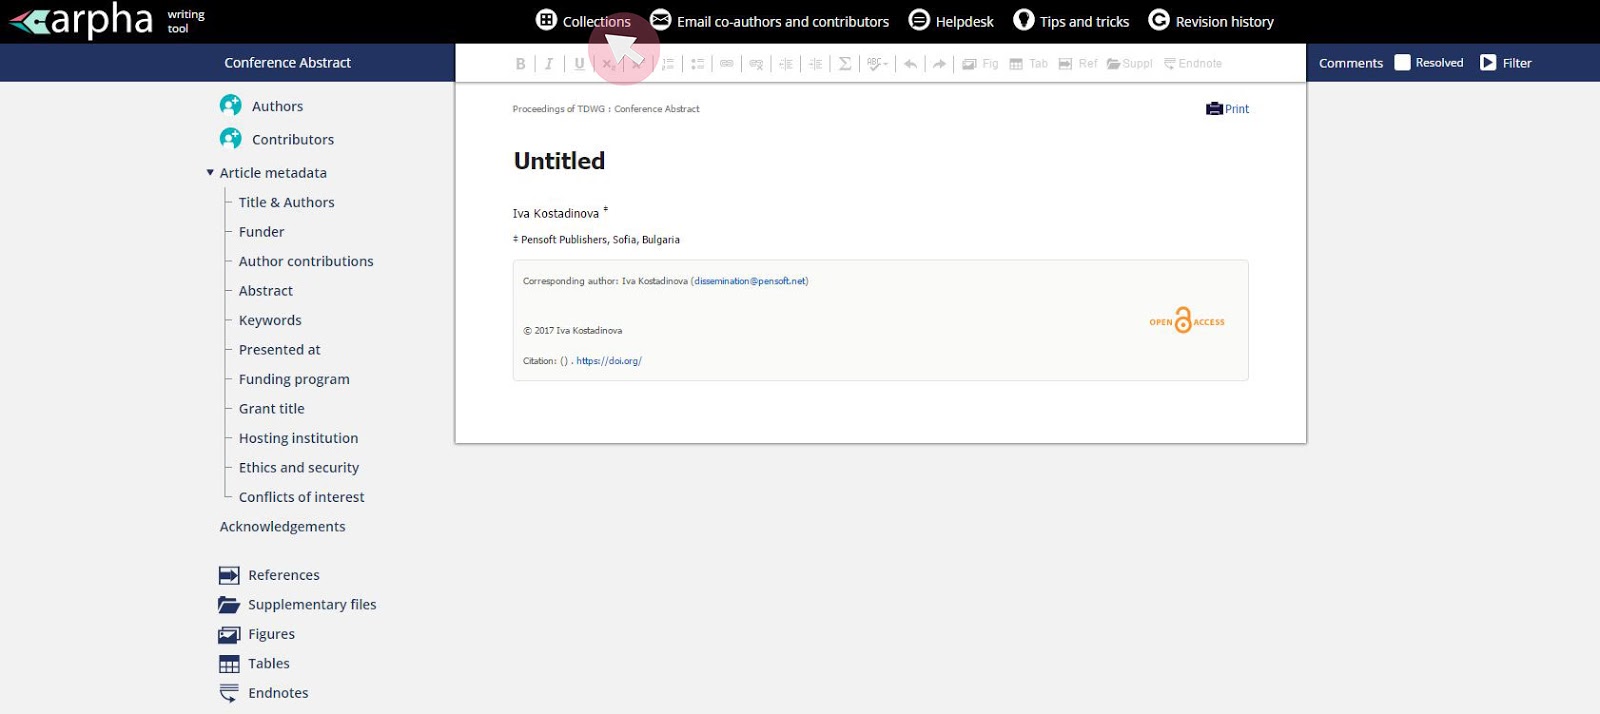 arpha writing tool
Collections Email co-authors and contributors Helpdesk Tips and tricks Revision history
Conference Abstract
B I U Fig Tab Ref Suppl Endnote
Comments Resolved Filter
Authors
Contributors
Article metadata
Title & Authors
Funder
Author contributions
Abstract
Keywords
Presented at
Funding program
Grant title
Hosting institution
Ethics and security
Conflicts of interest
Acknowledgements
References
Supplementary files
Figures
Tables
Endnotes
Proceedings of TDWG : Conference Abstract
Print
Untitled
Iva Kostadinova ‡
‡ Pensoft Publishers, Sofia, Bulgaria
Corresponding author: Iva Kostadinova (dissemination@pensoft.net)
OPEN ACCESS
© 2017 Iva Kostadinova
Citation: () . https://doi.org/